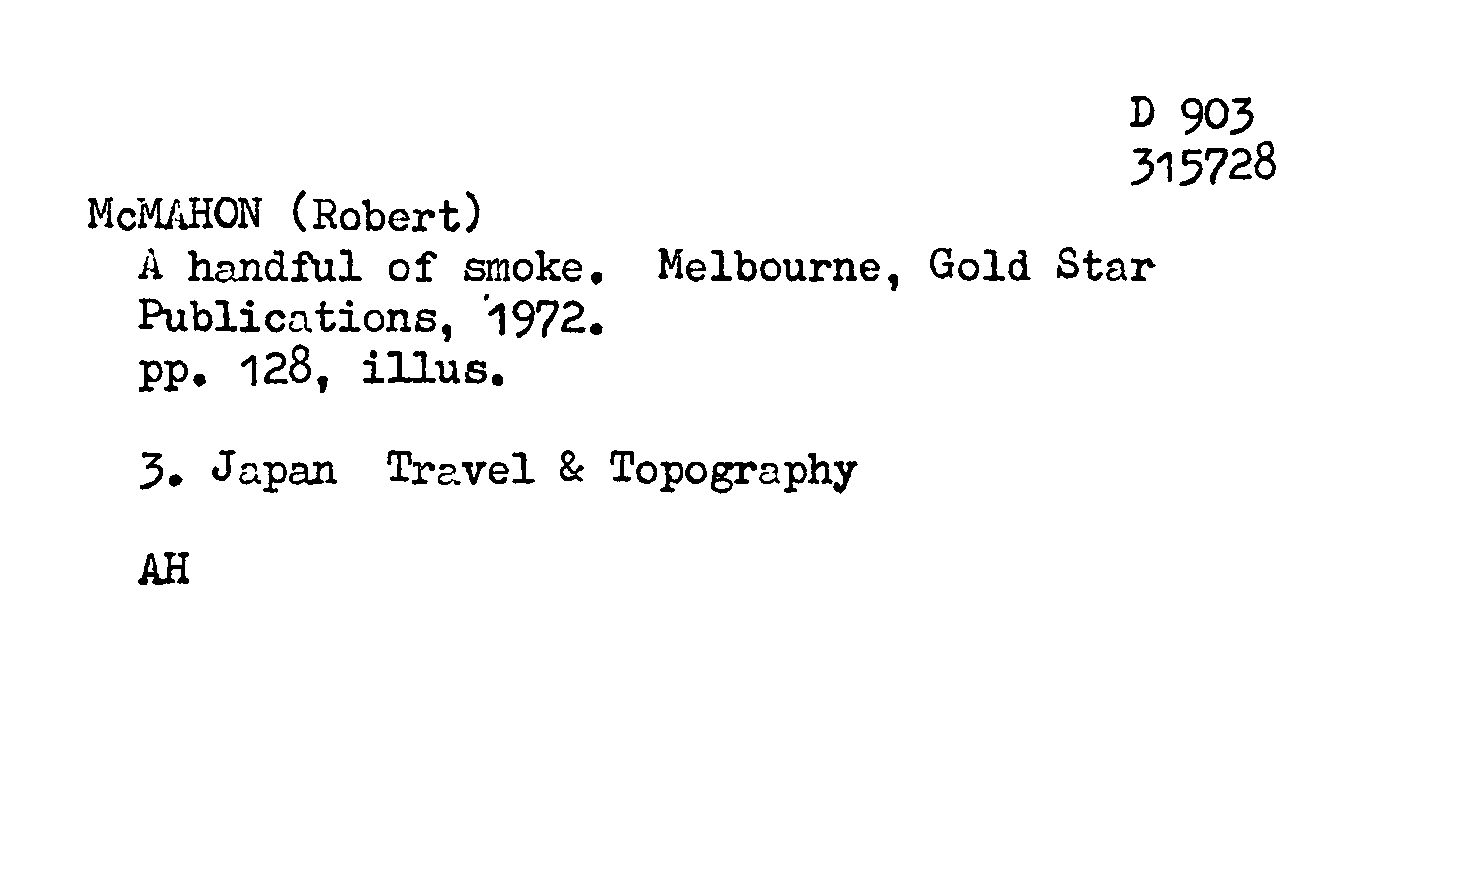 D 903
315728
McMAHON (Robert)
A handful of smoke. Melbourne, Gold Star
Publications, 1972.
pp. 128, illus.
3. Japan Travel & Topography
AH